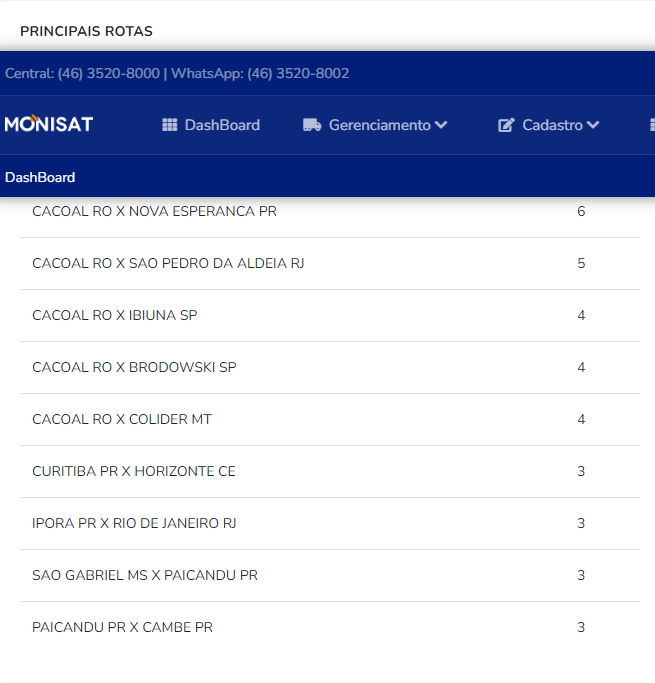 PRINCIPAIS ROTAS
Central: (46) 3520-8000 | WhatsApp: (46) 3520-8002
MONISAT DashBoard Gerenciamento Cadastro
DashBoard
CACOAL RO X NOVA ESPERANCA PR 6
CACOAL RO X SAO PEDRO DA ALDEIA RJ 5
CACOAL RO X IBIUNA SP 4
CACOAL RO X BRODOWSKI SP 4
CACOAL RO X COLIDER MT 4
CURITIBA PR X HORIZONTE CE 3
IPORA PR X RIO DE JANEIRO RJ 3
SAO GABRIEL MS X PAICANDU PR 3
PAICANDU PR X CAMBE PR 3